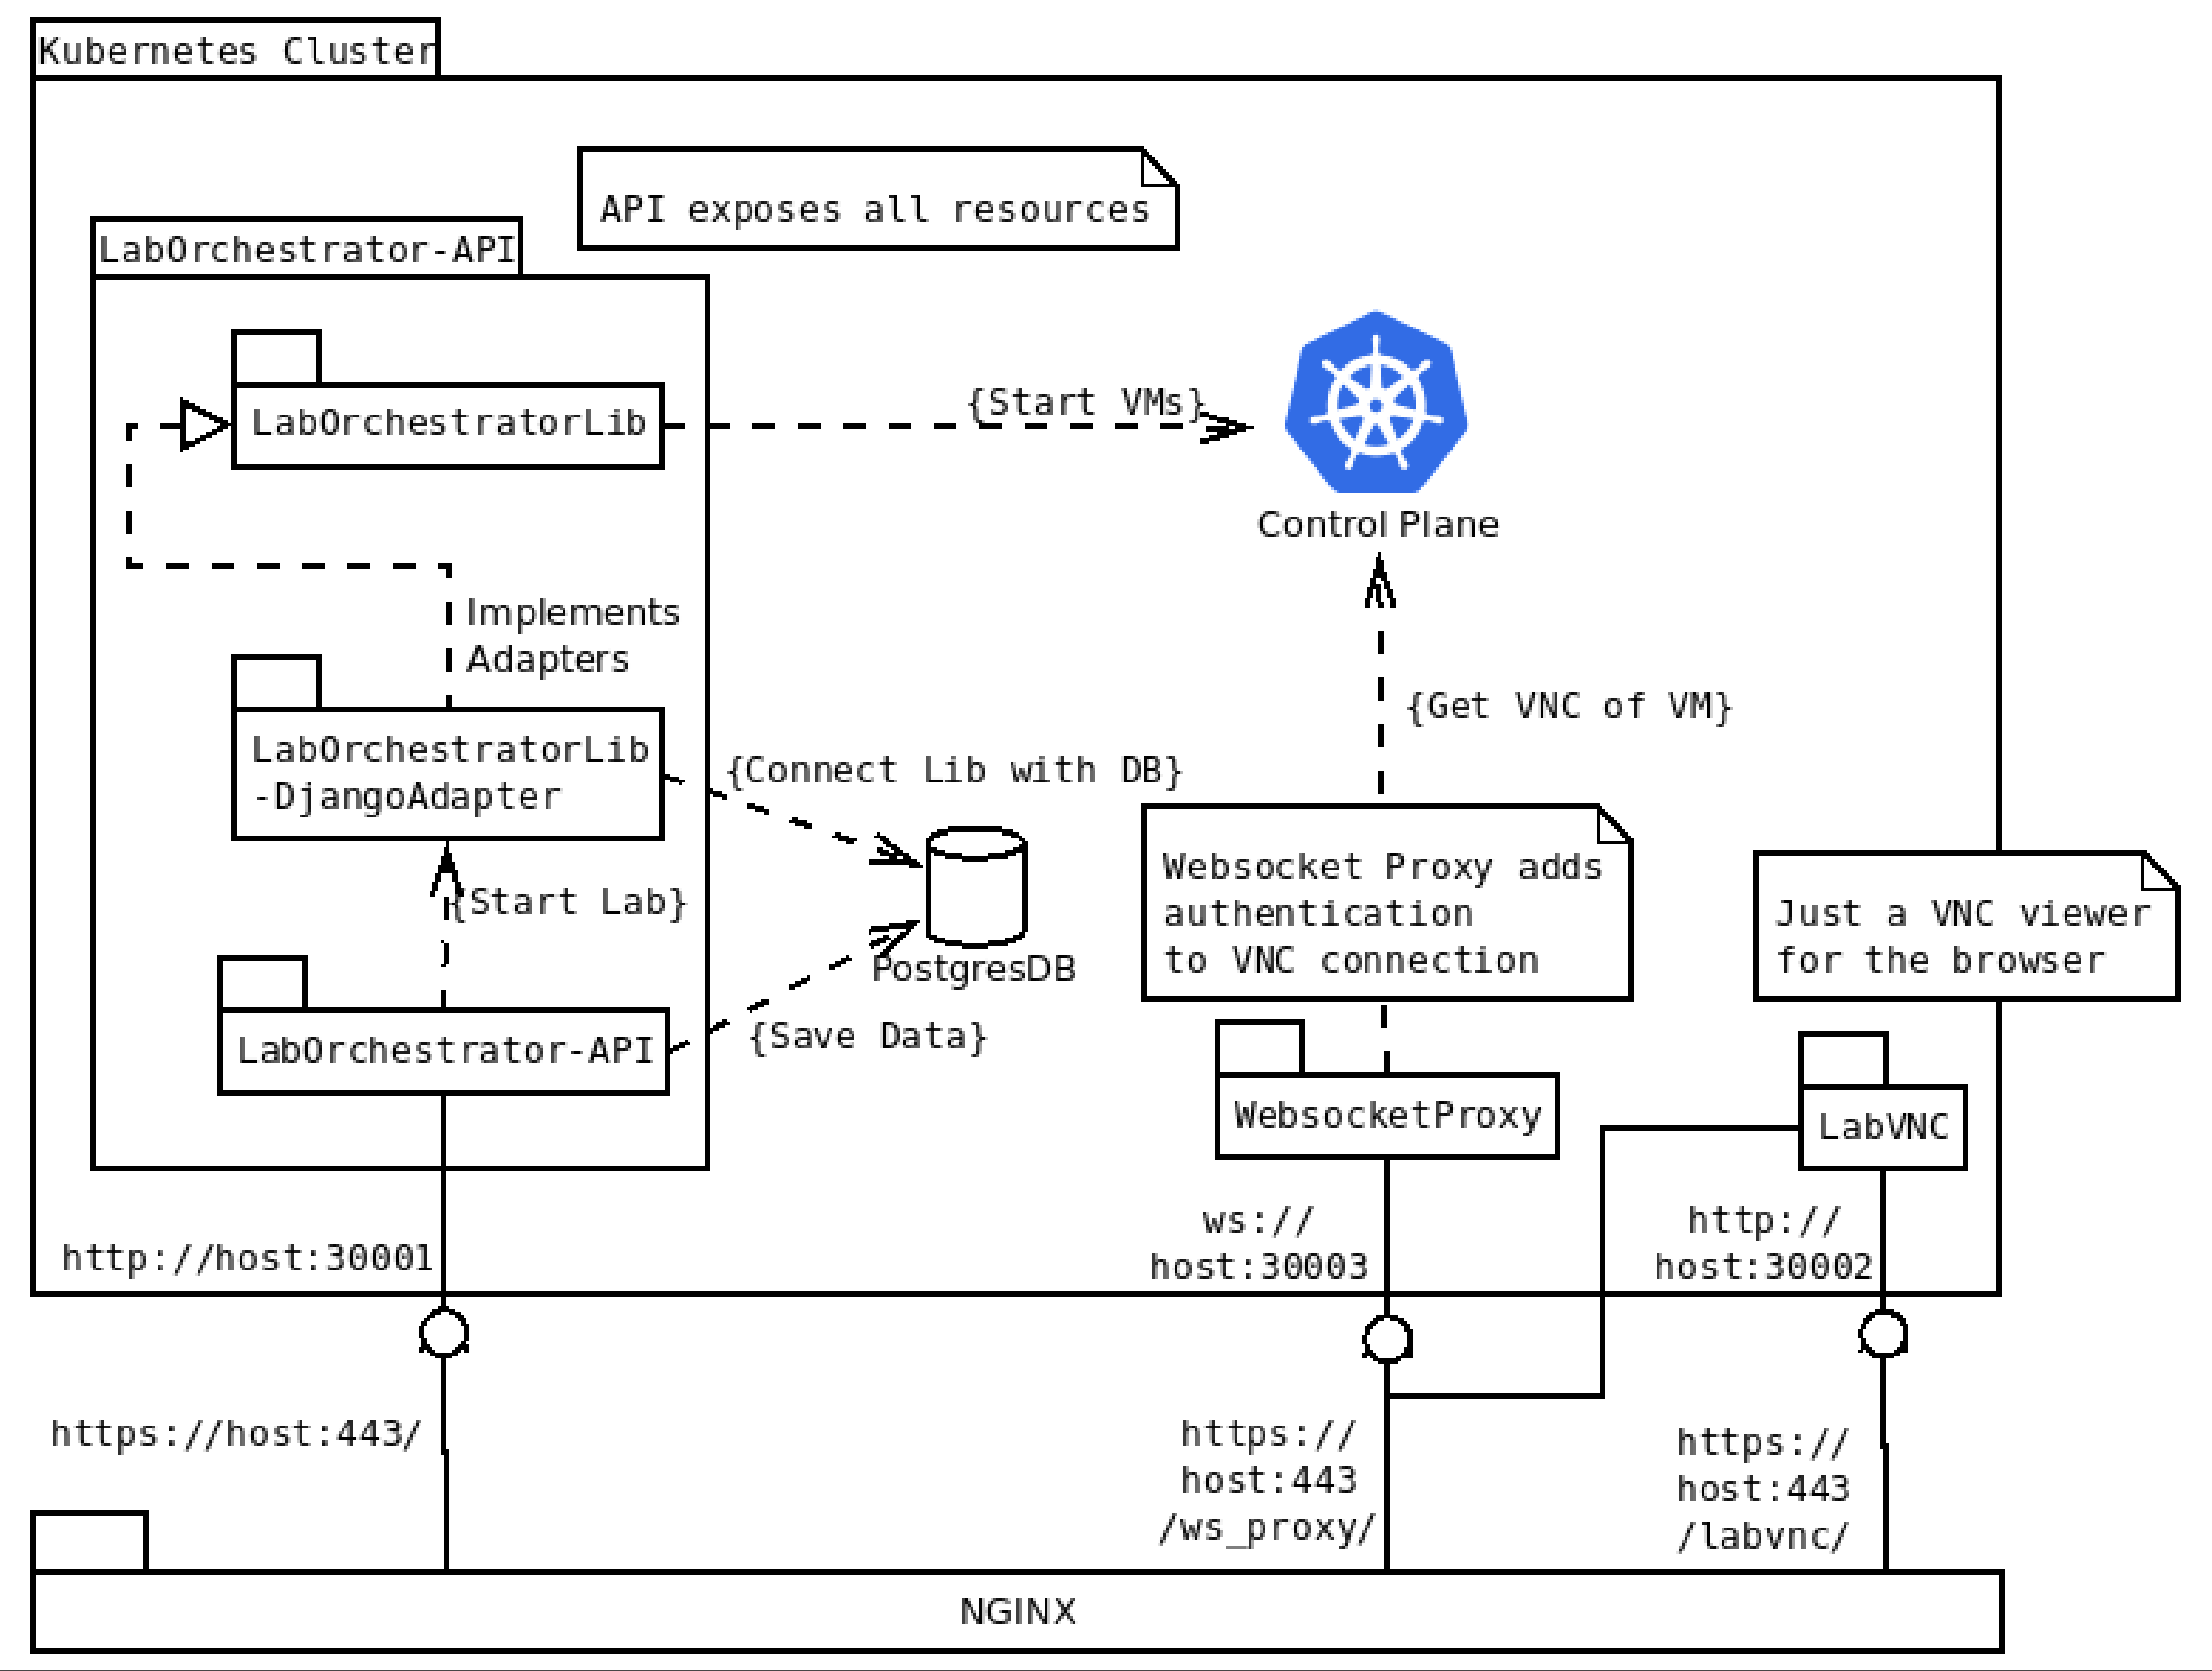 Kubernetes Cluster
API exposes all resources
LabOrchestrator-API
LabOrchestratorLib
{Start VMs}
Control Plane
Implements
Adapters
{Get VNC of VM}
LabOrchestratorLib
-DjangoAdapter
{Connect Lib with DB}
Websocket Proxy adds
authentication
to VNC connection
Just a VNC viewer
for the browser
{Start Lab}
PostgresDB
LabOrchestrator-API
{Save Data}
WebsocketProxy
LabVNC
http://host:30001
ws://
host:30003
http://
host:30002
https://host:443/
https://
host:443
/ws_proxy/
https://
host:443
/labvnc/
NGINX